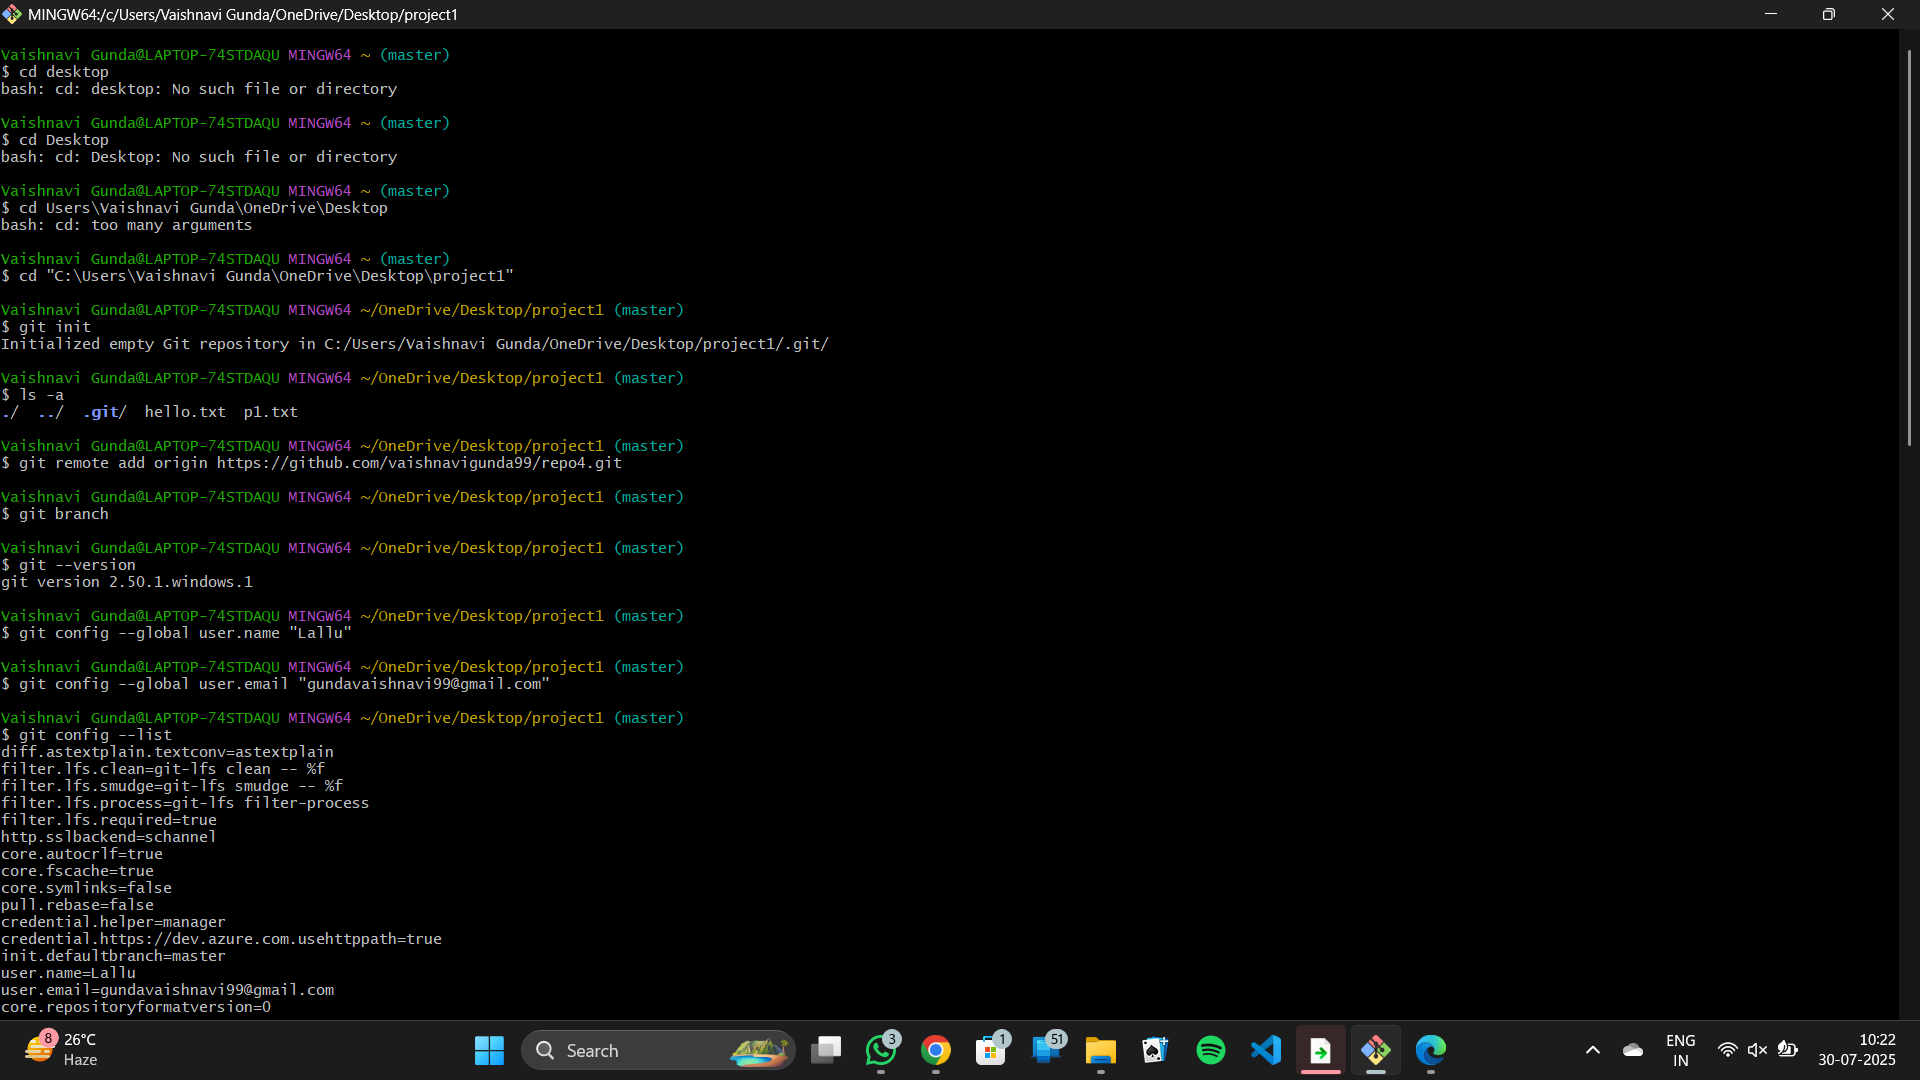 MINGW64:/c/Users/Vaishnavi Gunda/OneDrive/Desktop/project1
Vaishnavi Gunda@LAPTOP-74STDAQU MINGW64 ~ (master)
$ cd desktop
bash: cd: desktop: No such file or directory
Vaishnavi Gunda@LAPTOP-74STDAQU MINGW64 ~ (master)
$ cd Desktop
bash: cd: Desktop: No such file or directory
Vaishnavi Gunda@LAPTOP-74STDAQU MINGW64 ~ (master)
$ cd Users\Vaishnavi Gunda\OneDrive\Desktop
bash: cd: too many arguments
Vaishnavi Gunda@LAPTOP-74STDAQU MINGW64 ~ (master)
$ cd "C:\Users\Vaishnavi Gunda\OneDrive\Desktop\project1"
Vaishnavi Gunda@LAPTOP-74STDAQU MINGW64 ~/OneDrive/Desktop/project1 (master)
$ git init
Initialized empty Git repository in C:/Users/Vaishnavi Gunda/OneDrive/Desktop/project1/.git/
Vaishnavi Gunda@LAPTOP-74STDAQU MINGW64 ~/OneDrive/Desktop/project1 (master)
$ ls -a
./  ../  .git/  hello.txt  p1.txt
Vaishnavi Gunda@LAPTOP-74STDAQU MINGW64 ~/OneDrive/Desktop/project1 (master)
$ git remote add origin https://github.com/vaishnavigunda99/repo4.git
Vaishnavi Gunda@LAPTOP-74STDAQU MINGW64 ~/OneDrive/Desktop/project1 (master)
$ git branch
Vaishnavi Gunda@LAPTOP-74STDAQU MINGW64 ~/OneDrive/Desktop/project1 (master)
$ git --version
git version 2.50.1.windows.1
Vaishnavi Gunda@LAPTOP-74STDAQU MINGW64 ~/OneDrive/Desktop/project1 (master)
$ git config --global user.name "Lallu"
Vaishnavi Gunda@LAPTOP-74STDAQU MINGW64 ~/OneDrive/Desktop/project1 (master)
$ git config --global user.email "gundavaishnavi99@gmail.com"
Vaishnavi Gunda@LAPTOP-74STDAQU MINGW64 ~/OneDrive/Desktop/project1 (master)
$ git config --list
diff.astextplain.textconv=astextplain
filter.lfs.clean=git-lfs clean -- %f
filter.lfs.smudge=git-lfs smudge -- %f
filter.lfs.process=git-lfs filter-process
filter.lfs.required=true
http.sslbackend=schannel
core.autocrlf=true
core.fscache=true
core.symlinks=false
pull.rebase=false
credential.helper=manager
credential.https://dev.azure.com.usehttppath=true
init.defaultbranch=master
user.name=Lallu
user.email=gundavaishnavi99@gmail.com
core.repositoryformatversion=0
8
26°C
Haze
Search
3
1
51
ENG
IN
10:22
30-07-2025